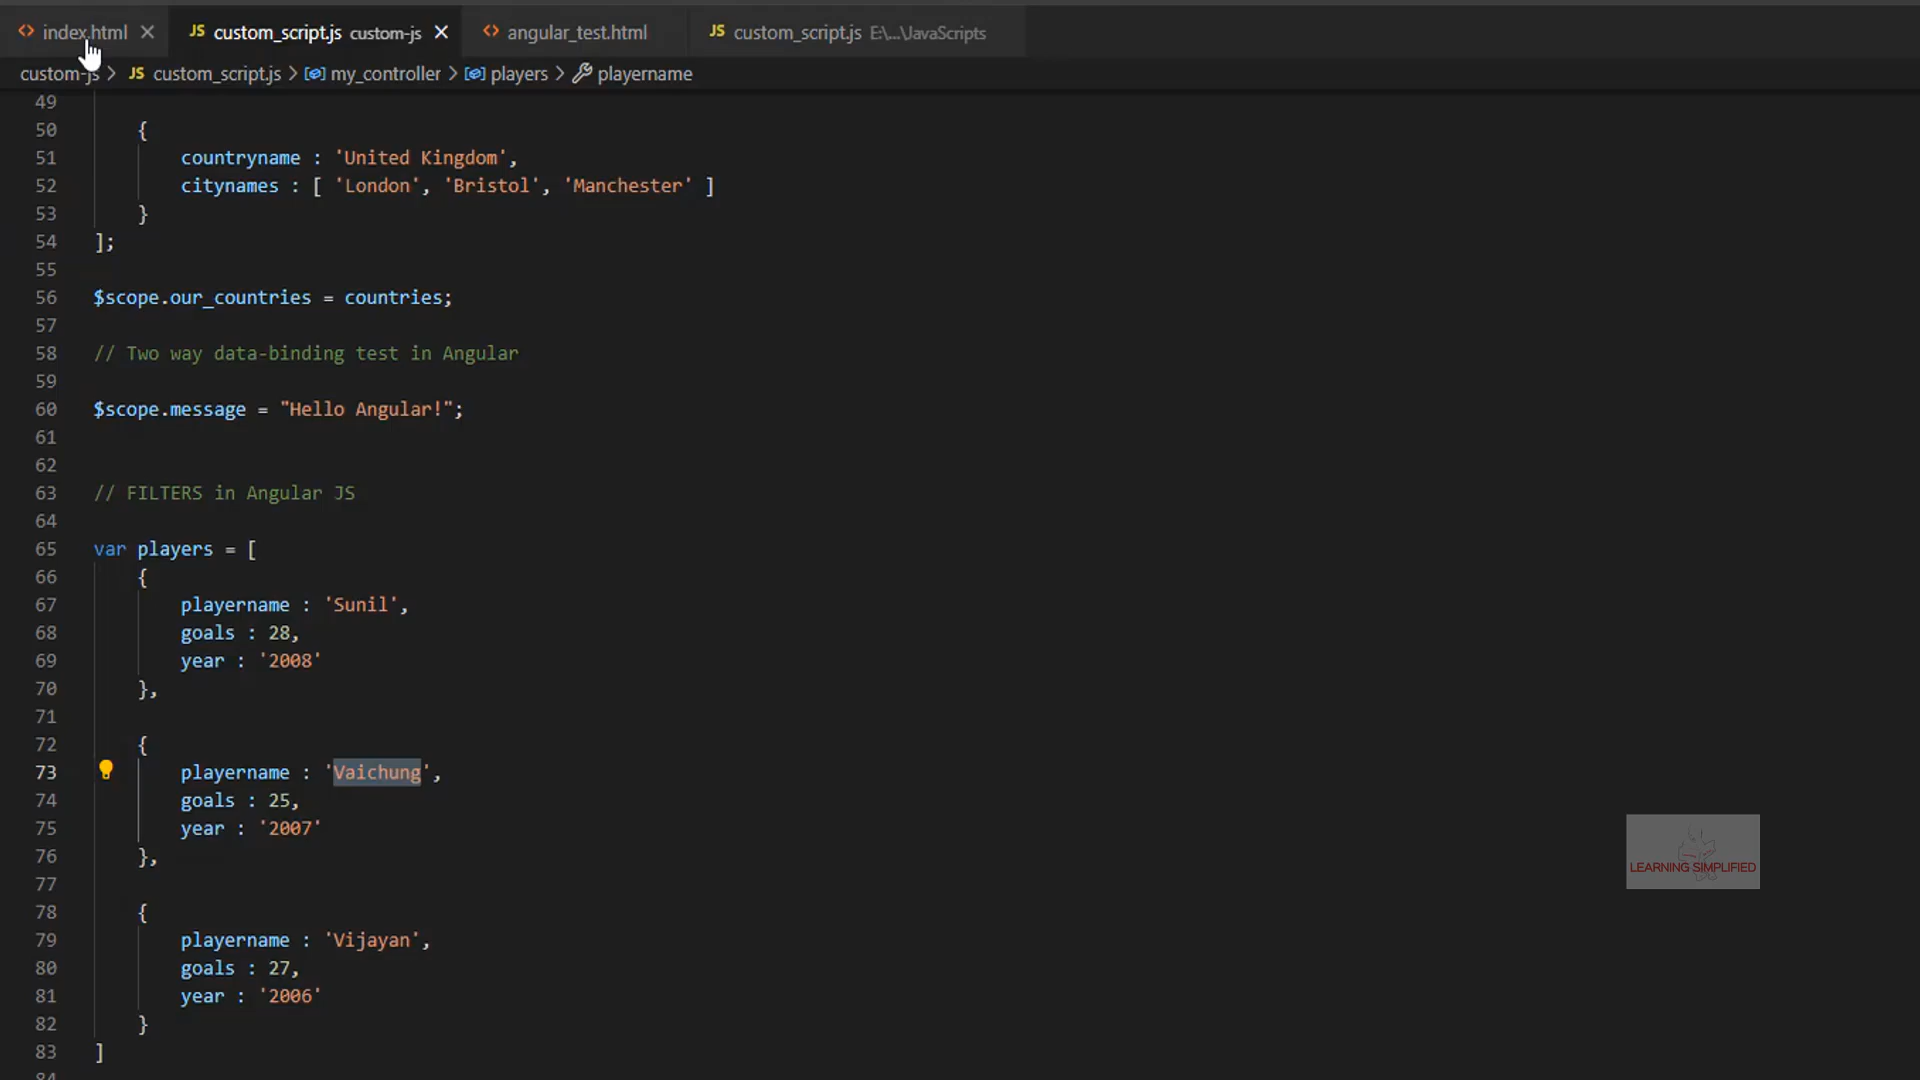 index.html custom_script.js custom-js angular_test.html custom_script.js E:\...\JavaScripts
custom-js > JS custom_script.js > my_controller > players > playername
49
50 {
51 countryname : 'United Kingdom',
52 citynames : [ 'London', 'Bristol', 'Manchester' ]
53 }
54 ];
55
56 $scope.our_countries = countries;
57
58 // Two way data-binding test in Angular
59
60 $scope.message = "Hello Angular!";
61
62
63 // FILTERS in Angular JS
64
65 var players = [
66 {
67 playername : 'Sunil',
68 goals : 28,
69 year : '2008'
70 },
71
72 {
73 playername : 'Vaichung',
74 goals : 25,
75 year : '2007'
76 },
77
78 {
79 playername : 'Vijayan',
80 goals : 27,
81 year : '2006'
82 }
83 ]
84
LEARNING SIMPLIFIED